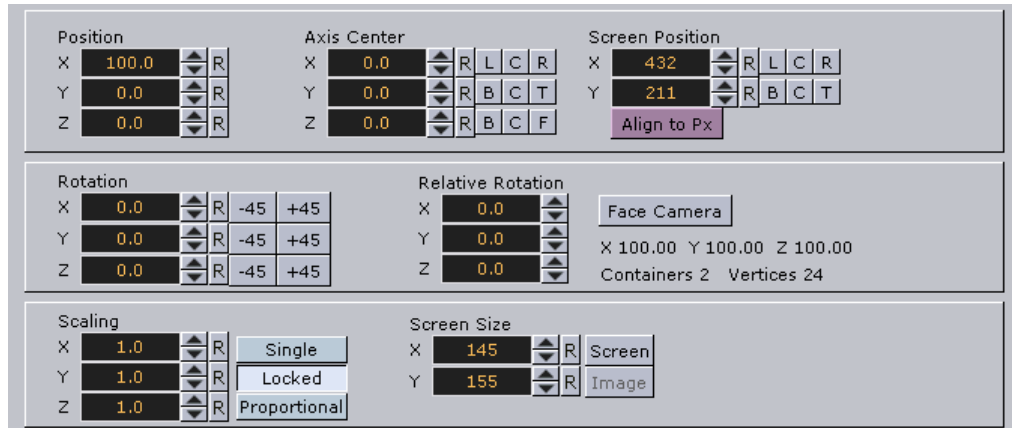 Position Axis Center Screen Position
X 100.0 R X 0.0 R L C R X 432 R L C R
Y 0.0 R Y 0.0 R B C T Y 211 R B C T
Z 0.0 R Z 0.0 R B C F Align to Px
Rotation Relative Rotation
X 0.0 R -45 +45 X 0.0 Face Camera
Y 0.0 R -45 +45 Y 0.0 X 100.00 Y 100.00 Z 100.00
Z 0.0 R -45 +45 Z 0.0 Containers 2 Vertices 24
Scaling Screen Size
X 1.0 R Single X 145 R Screen
Y 1.0 R Locked Y 155 R Image
Z 1.0 R Proportional